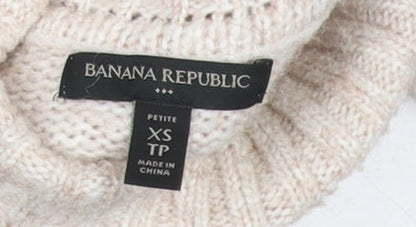 BANANA REPUBLIC
PETITE
XS
TP
MADE IN
CHINA